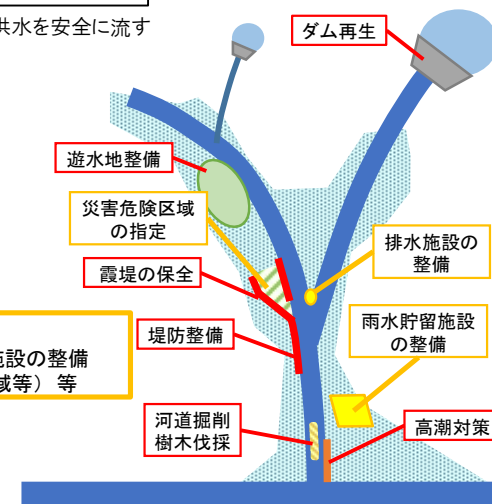 洪水を安全に流す
ダム再生
遊水地整備
災害危険区域
の指定
排水施設の
整備
霞堤の保全
雨水貯留施設
の整備
堤防整備
設の整備
域等）等
河道掘削
樹木伐採
高潮対策